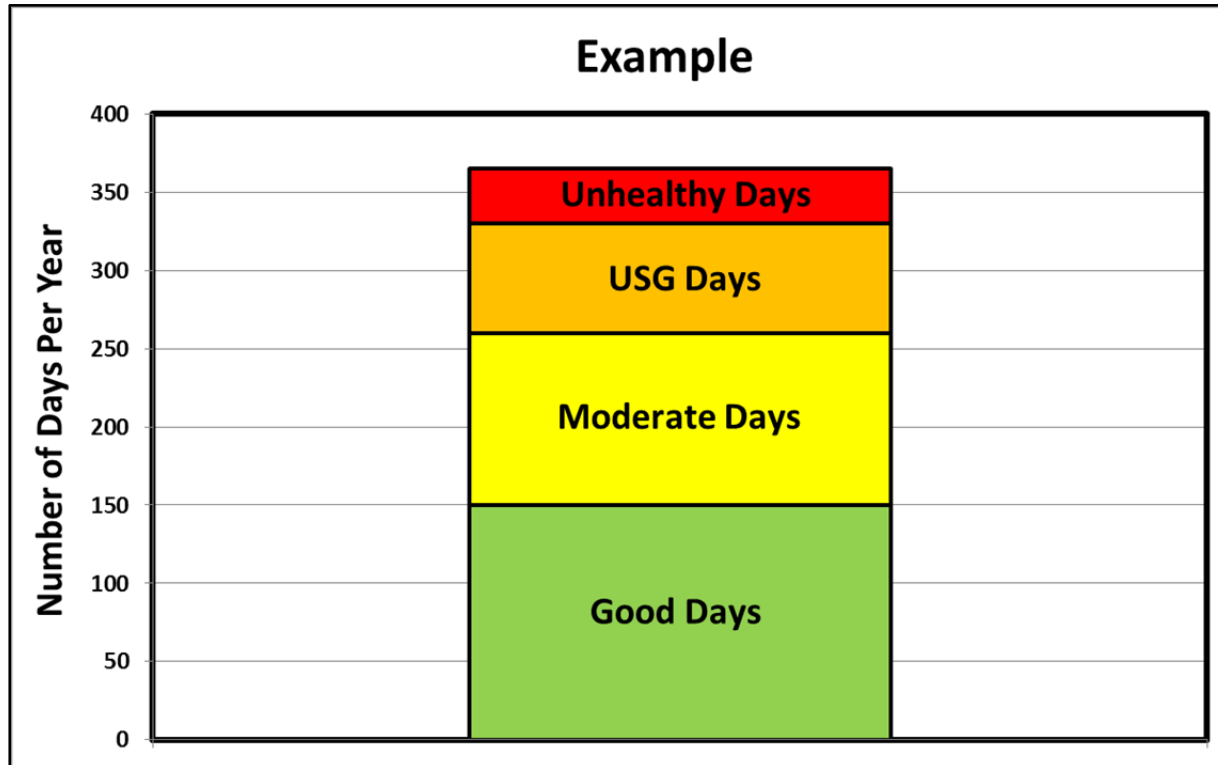 Example
Number of Days Per Year
400
350
300
250
200
150
100
50
0
Unhealthy Days
USG Days
Moderate Days
Good Days